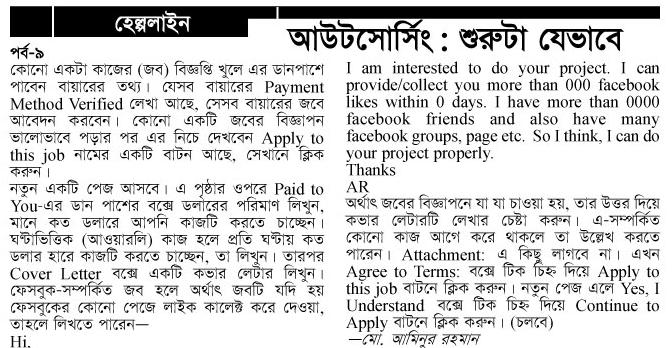 হেল্পলাইন
আউটসোর্সিং : শুরুটা যেভাবে
পর্ব-৯
কোনো একটা কাজের (জব) বিজ্ঞপ্তি খুলে এর ডানপাশে
পাবেন বায়ারের তথ্য। যেসব বায়ারের Payment
Method Verified লেখা আছে, সেসব বায়ারের জবে
আবেদন করবেন। কোনো একটি জবের বিজ্ঞাপন
ভালোভাবে পড়ার পর এর নিচে দেখবেন Apply to
this job নামের একটি বাটন আছে, সেখানে ক্লিক
করুন।
নতুন একটি পেজ আসবে। এ পৃষ্ঠার ওপরে Paid to
You-এর ডান পাশের বক্সে ডলারের পরিমাণ লিখুন,
মানে কত ডলারে আপনি কাজটি করতে চাচ্ছেন।
ঘণ্টাভিত্তিক (আওয়ারলি) কাজ হলে প্রতি ঘণ্টায় কত
ডলার হারে কাজটি করতে চাচ্ছেন, তা লিখুন। তারপর
Cover Letter বক্সে একটি কভার লেটার লিখুন।
ফেসবুক-সম্পর্কিত জব হলে অর্থাৎ জবটি যদি হয়
ফেসবুকের কোনো পেজে লাইক কালেক্ট করে দেওয়া,
তাহলে লিখতে পারেন—
Hi,
I am interested to do your project. I can
provide/collect you more than 000 facebook
likes within 0 days. I have more than 0000
facebook friends and also have many
facebook groups, page etc. So I think, I can do
your project properly.
Thanks
AR
অর্থাৎ জবের বিজ্ঞাপনে যা যা চাওয়া হয়, তার উত্তর দিয়ে
কভার লেটারটি লেখার চেষ্টা করুন। এ-সম্পর্কিত
কোনো কাজ আগে করে থাকলে তা উল্লেখ করতে
পারেন। Attachment: এ কিছু লাগবে না। এখন
Agree to Terms: বক্সে টিক চিহ্ন দিয়ে Apply to
this job বাটনে ক্লিক করুন। নতুন পেজ এলে Yes, I
Understand বক্সে টিক চিহ্ন দিয়ে Continue to
Apply বাটনে ক্লিক করুন। (চলবে)
—মো. আমিনুর রহমান